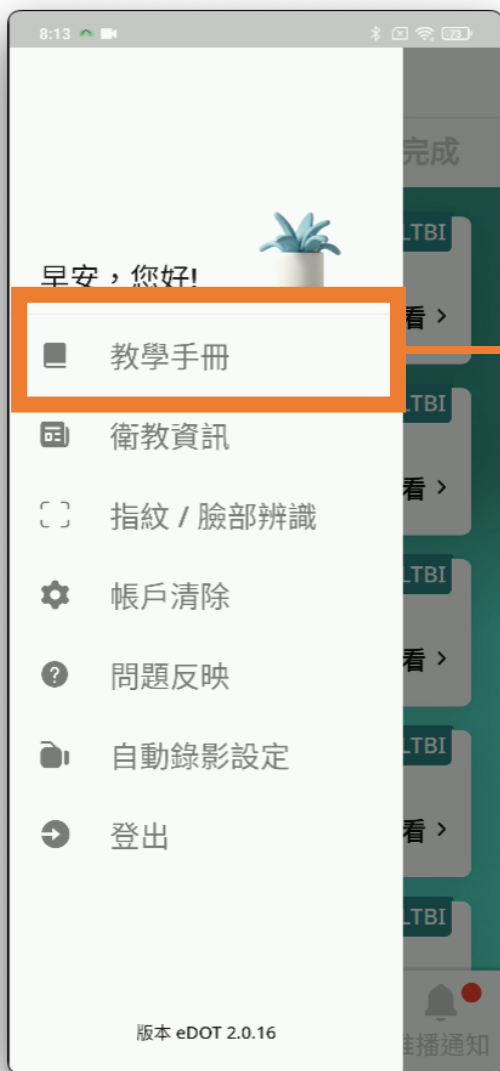 8:13
73
完成
早安，您好!
教學手冊
衛教資訊
指紋 / 臉部辨識
帳戶清除
問題反映
自動錄影設定
登出
版本 eDOT 2.0.16
LTBI
看 >
LTBI
看 >
LTBI
看 >
LTBI
看 >
LTBI
播通知